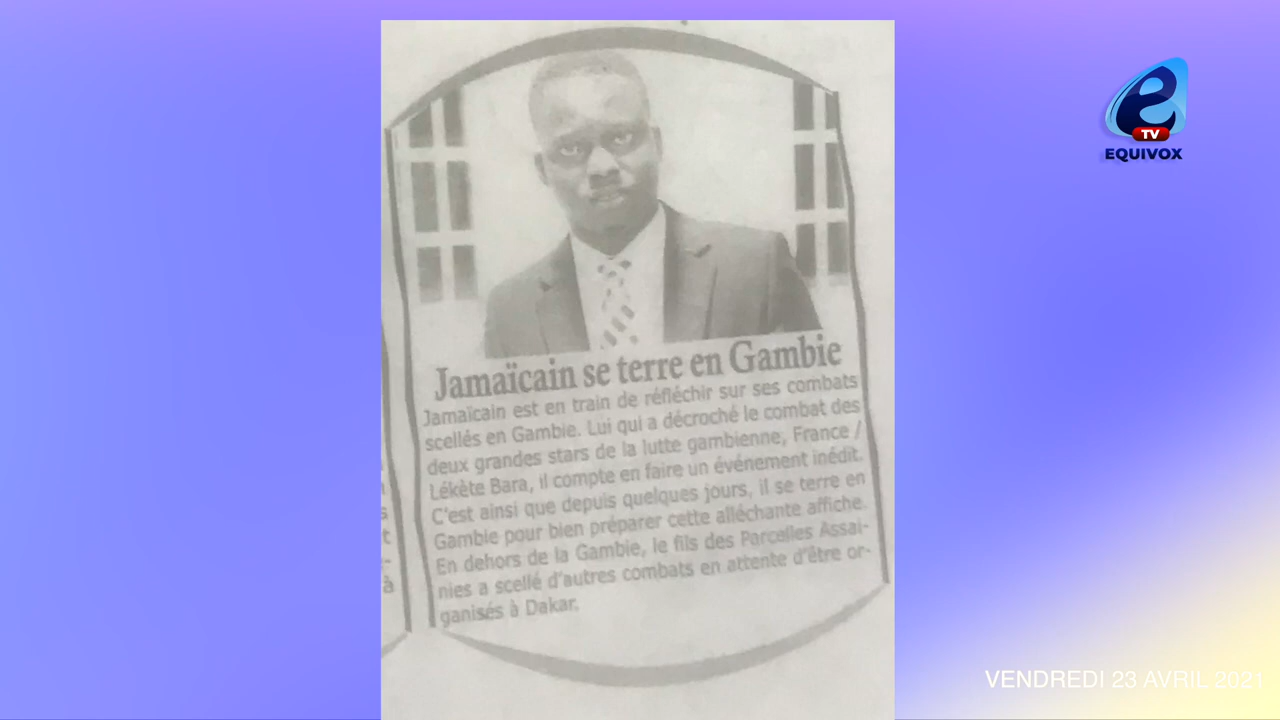 Jamaïcain se terre en Gambie
Jamaïcain est en train de réfléchir sur ses combats
scellés en Gambie. Lui qui a décroché le combat des
deux grandes stars de la lutte gambienne, France /
Lékète Bara, il compte en faire un événement inédit.
C'est ainsi que depuis quelques jours, il se terre en
Gambie pour bien préparer cette alléchante affiche.
En dehors de la Gambie, le fils des Parcelles Assai-
nies a scellé d'autres combats en attente d'être or-
ganisés à Dakar.
s
t
à
e
TV
EQUIVOX
VENDREDI 23 AVRIL 2021